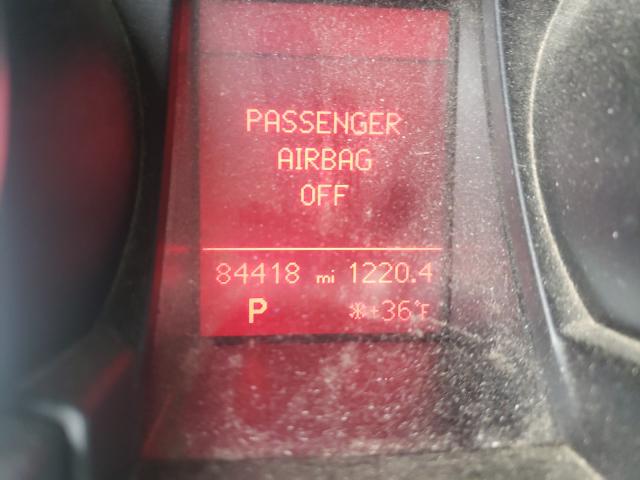 PASSENGER
AIRBAG
OFF
84418 mi 1220.4
P +36°F